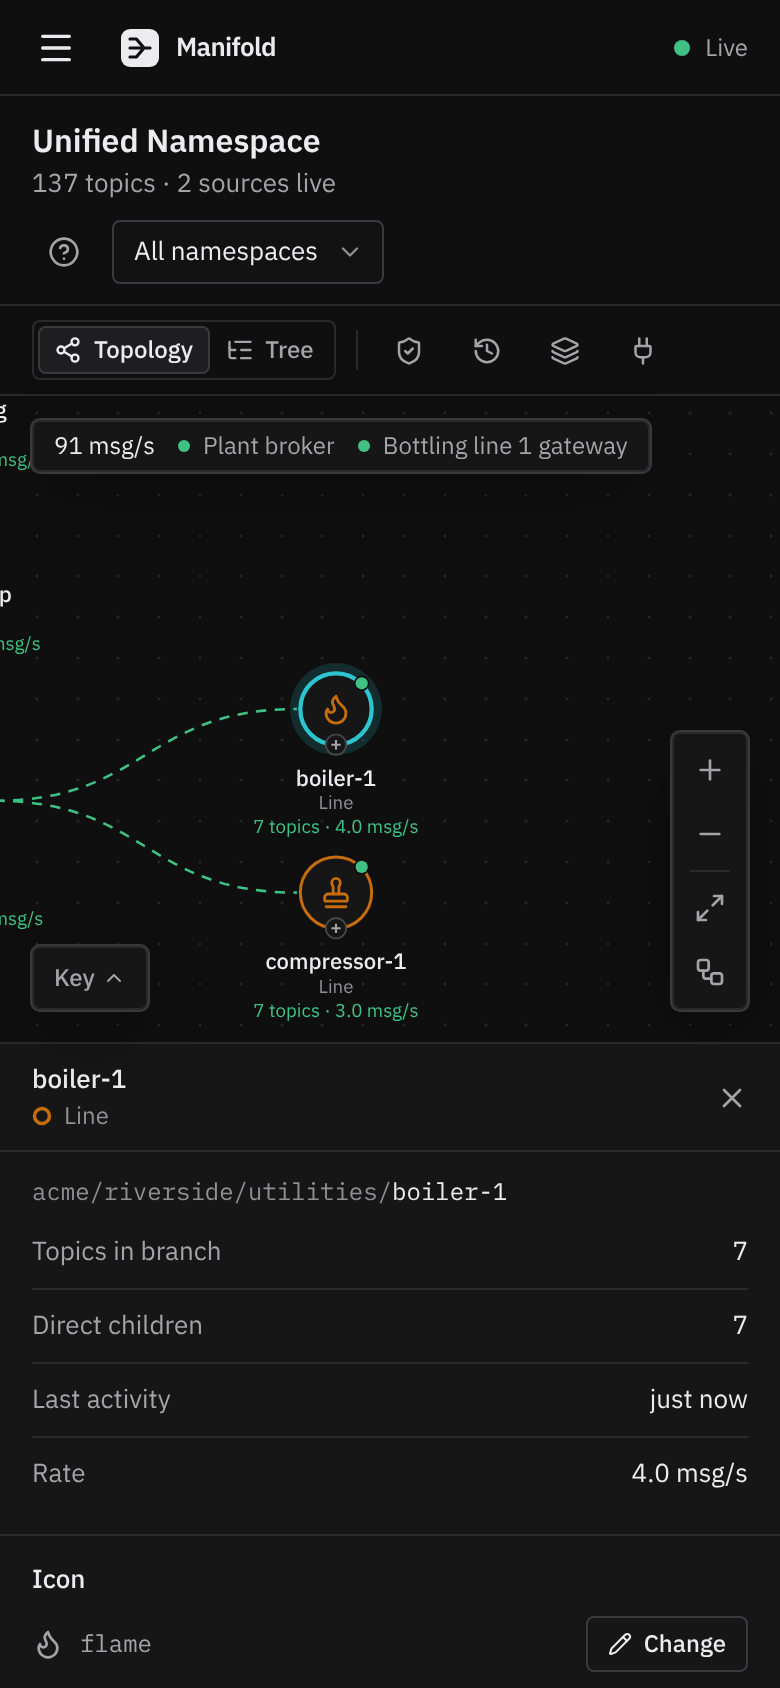 Manifold
Live
Unified Namespace
137 topics · 2 sources live
All namespaces
Topology
Tree
g
91 msg/s
Plant broker
Bottling line 1 gateway
msg/
p
msg/s
boiler-1
Line
7 topics · 4.0 msg/s
msg/s
compressor-1
Line
7 topics · 3.0 msg/s
Key
boiler-1
Line
acme/riverside/utilities/boiler-1
Topics in branch 7
Direct children 7
Last activity just now
Rate 4.0 msg/s
Icon
flame
Change